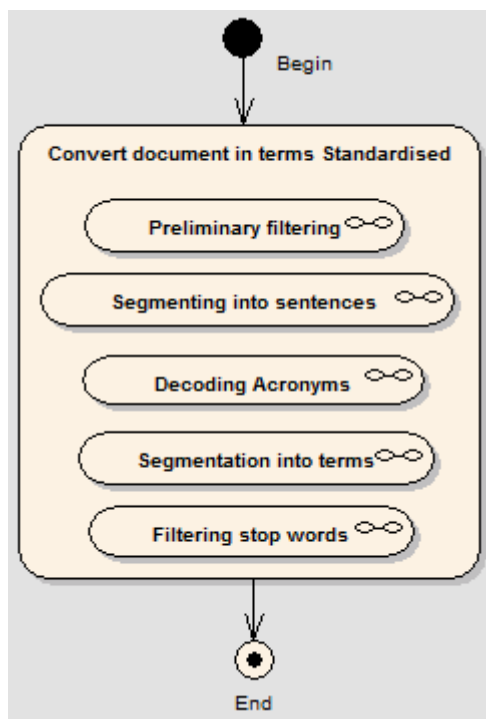 Begin
Convert document in terms Standardised
Preliminary filtering
Segmenting into sentences
Decoding Acronyms
Segmentation into terms
Filtering stop words
End